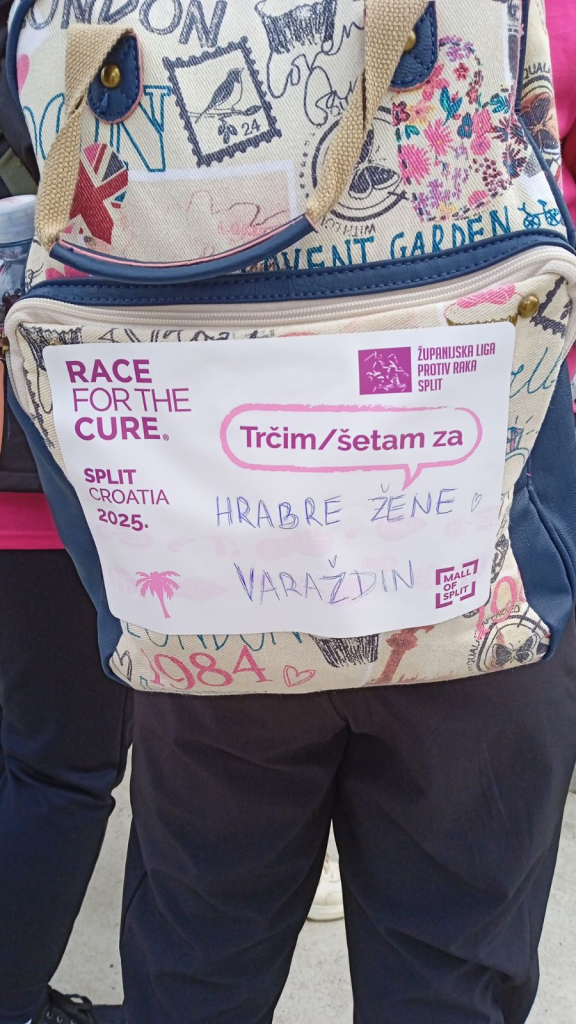 LONDON
24
COVENT GARDEN
RACE
FOR THE
CURE®
SPLIT
CROATIA
2025.
ŽUPANIJSKA LIGA
PROTIV RAKA
SPLIT
Trčim/šetam za
HRABRE ŽENE ♡
VARAŽDIN
MALL
OF
SPLIT
LONDON
1984